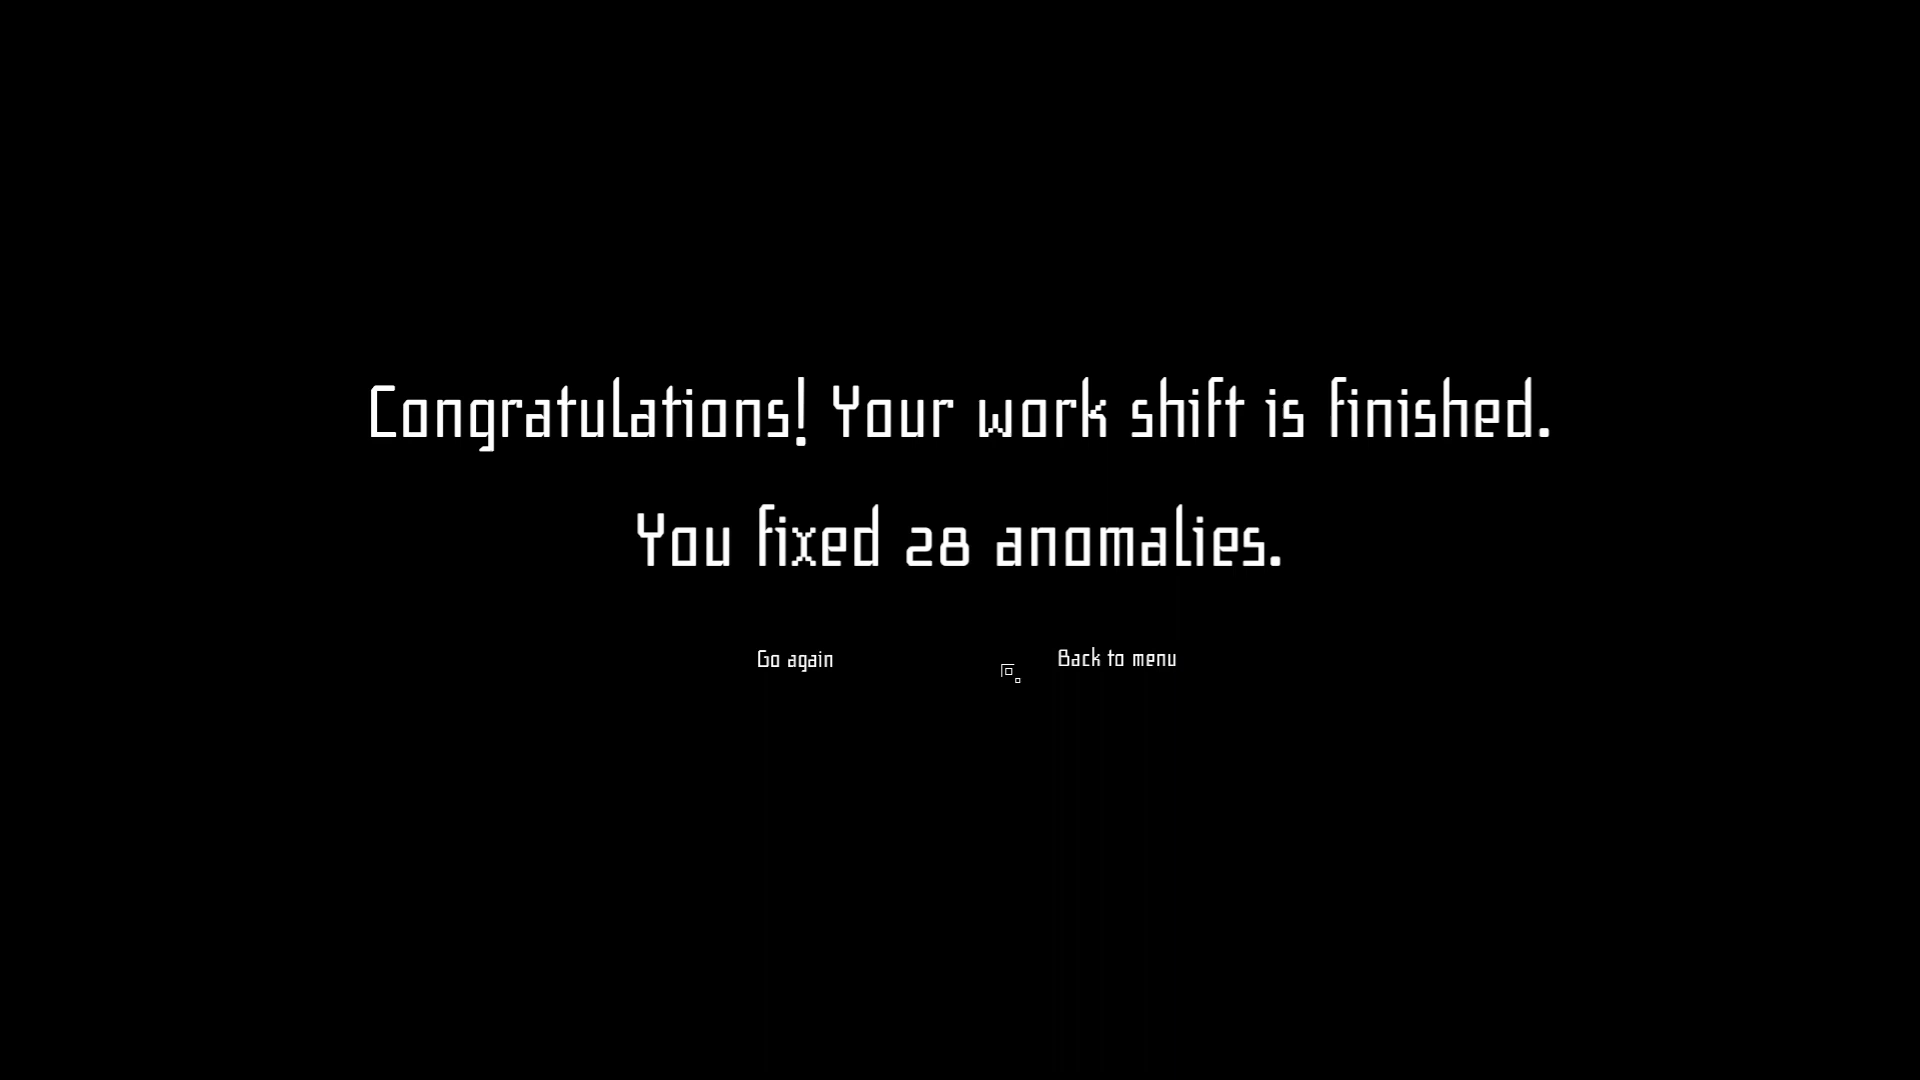 Congratulations! Your work shift is finished.
You fixed 28 anomalies.
Go again
Back to menu